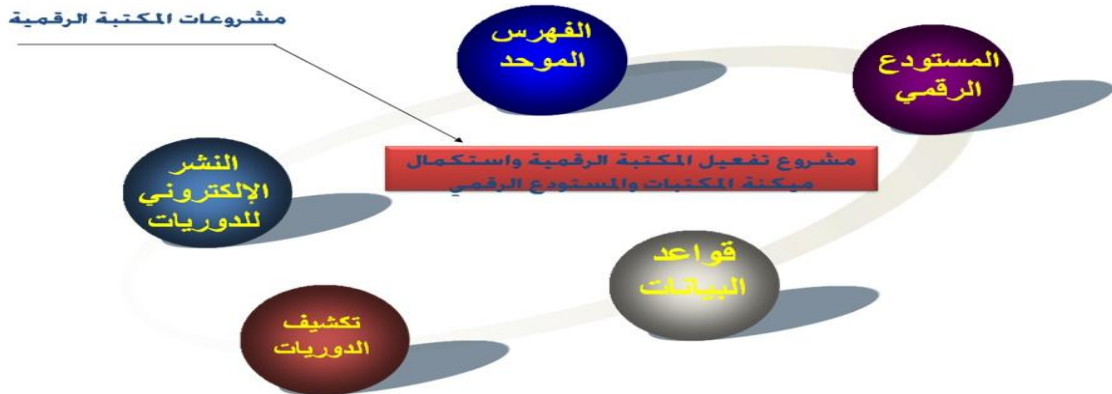 مشروعات المكتبة الرقمية
الفهرس
الموحد
المستودع
الرقمي
مشروع تفعيل المكتبة الرقمية واستكمال
ميكنة المكتبات والمستودع الرقمي
النشر
الإلكتروني
للدوريات
قواعد
البيانات
تكشيف
الدوريات